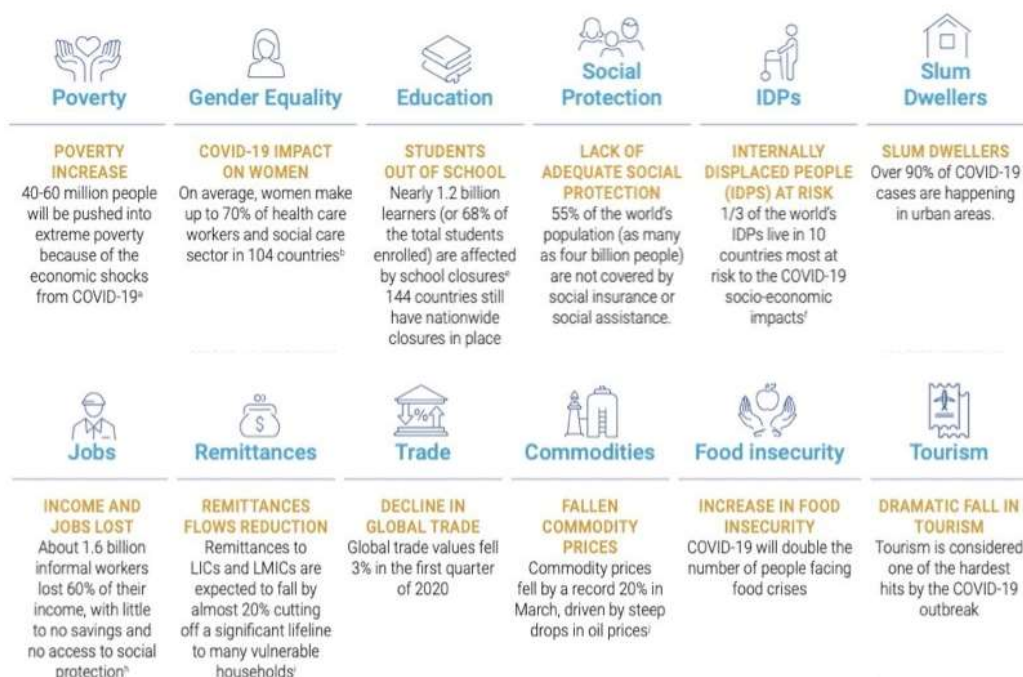 Poverty
Gender Equality
Education
Social
Protection
IDPs
Slum
Dwellers
POVERTY
INCREASE
40-60 million people
will be pushed into
extreme poverty
because of the
economic shocks
from COVID-19ᵃ
COVID-19 IMPACT
ON WOMEN
On average, women make
up to 70% of health care
workers and social care
sector in 104 countriesᵇ
STUDENTS
OUT OF SCHOOL
Nearly 1.2 billion
learners (or 68% of
the total students
enrolled) are affected
by school closuresᵉ
144 countries still
have nationwide
closures in place
LACK OF
ADEQUATE SOCIAL
PROTECTION
55% of the world's
population (as many
as four billion people)
are not covered by
social insurance or
social assistance.
INTERNALLY
DISPLACED PEOPLE
(IDPS) AT RISK
1/3 of the world's
IDPs live in 10
countries most at
risk to the COVID-19
socio-economic
impactsᶠ
SLUM DWELLERS
Over 90% of COVID-19
cases are happening
in urban areas.
%
$
Jobs
Remittances
Trade
Commodities
Food insecurity
Tourism
INCOME AND
JOBS LOST
About 1.6 billion
informal workers
lost 60% of their
income, with little
to no savings and
no access to social
protectionʰ
REMITTANCES
FLOWS REDUCTION
Remittances to
LICs and LMICs are
expected to fall by
almost 20% cutting
off a significant lifeline
to many vulnerable
householdsⁱ
DECLINE IN
GLOBAL TRADE
Global trade values fell
3% in the first quarter
of 2020
FALLEN
COMMODITY
PRICES
Commodity prices
fell by a record 20% in
March, driven by steep
drops in oil pricesʲ
INCREASE IN FOOD
INSECURITY
COVID-19 will double the
number of people facing
food crises
DRAMATIC FALL IN
TOURISM
Tourism is considered
one of the hardest
hits by the COVID-19
outbreak